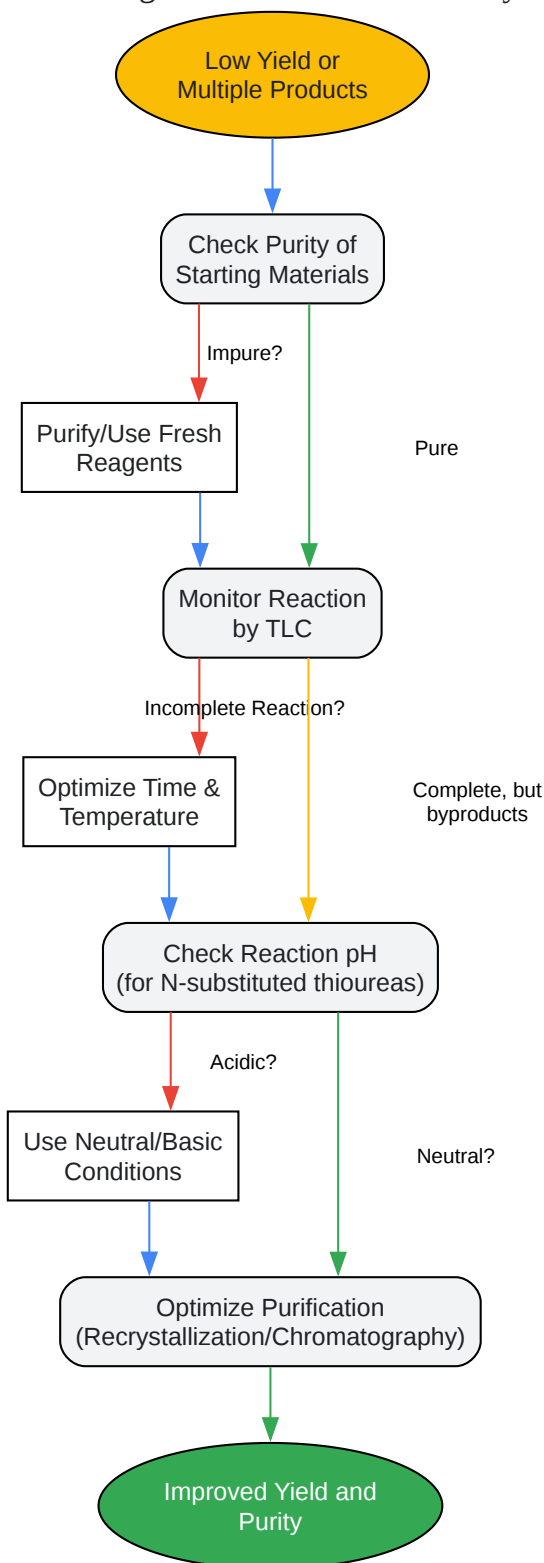 Low Yield or
Multiple Products
Check Purity of
Starting Materials
Impure?
Purify/Use Fresh
Reagents
Pure
Monitor Reaction
by TLC
Incomplete Reaction?
Optimize Time &
Temperature
Complete, but
byproducts
Check Reaction pH
(for N-substituted thioureas)
Acidic?
Use Neutral/Basic
Conditions
Neutral?
Optimize Purification
(Recrystallization/Chromatography)
Improved Yield and
Purity